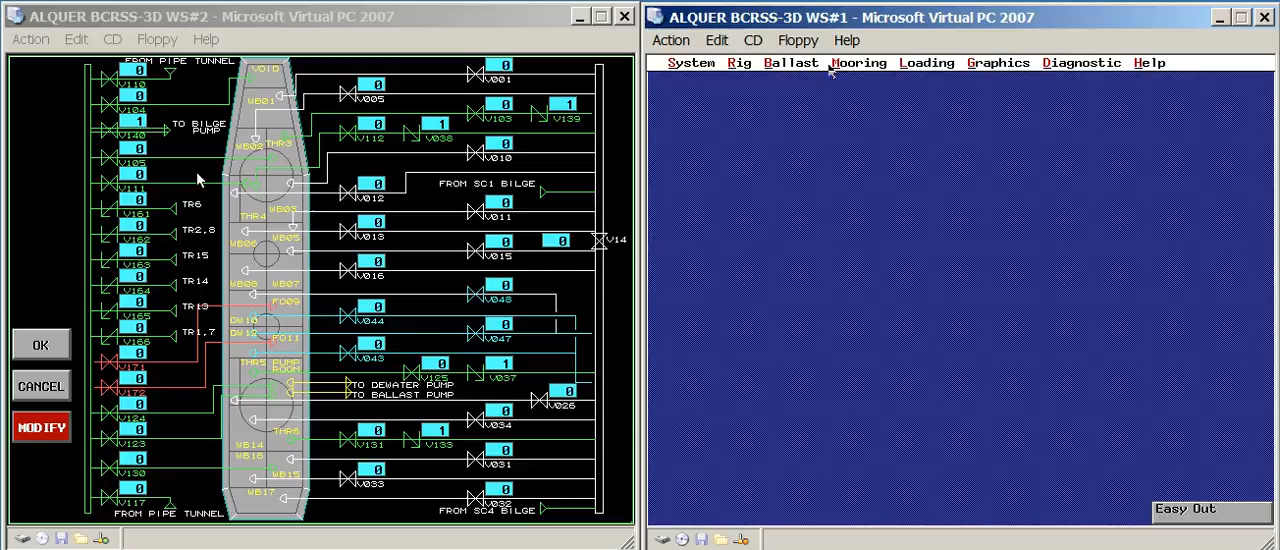 ALQUER BCRSS-3D WS#2 - Microsoft Virtual PC 2007
Action Edit CD Floppy Help
FROM PIPE TUNNEL
0
V110
0
V104
1
V140
TO BILGE
PUMP
0
V105
0
V111
0
V161
TR6
0
V162
TR2,8
0
V163
TR15
0
V164
TR14
0
V165
TR13
0
V166
TR1,7
0
V171
0
V172
0
V124
0
V123
0
V130
0
V117
FROM PIPE TUNNEL
OK
CANCEL
MODIFY
VOID
WB01
WB02
THR3
WB03
THR4
WB05
WB06
WB08
WB07
FO09
DW10
DW12
FO11
THR5
PUMP
ROOM
THR6
WB14
WB16
WB15
WB17
0
V001
0
V005
0
V103
1
V139
0
V112
1
V038
0
V010
FROM SC1 BILGE
0
V012
0
V011
0
V013
0
V14
0
V015
0
V016
0
V048
0
V044
0
V047
0
V043
0
V125
1
V037
TO DEWATER PUMP
TO BALLAST PUMP
0
V026
0
V034
0
V131
1
V133
0
V031
0
V033
0
V032
FROM SC4 BILGE
ALQUER BCRSS-3D WS#1 - Microsoft Virtual PC 2007
Action Edit CD Floppy Help
System Rig Ballast Mooring Loading Graphics Diagnostic Help
Easy Out